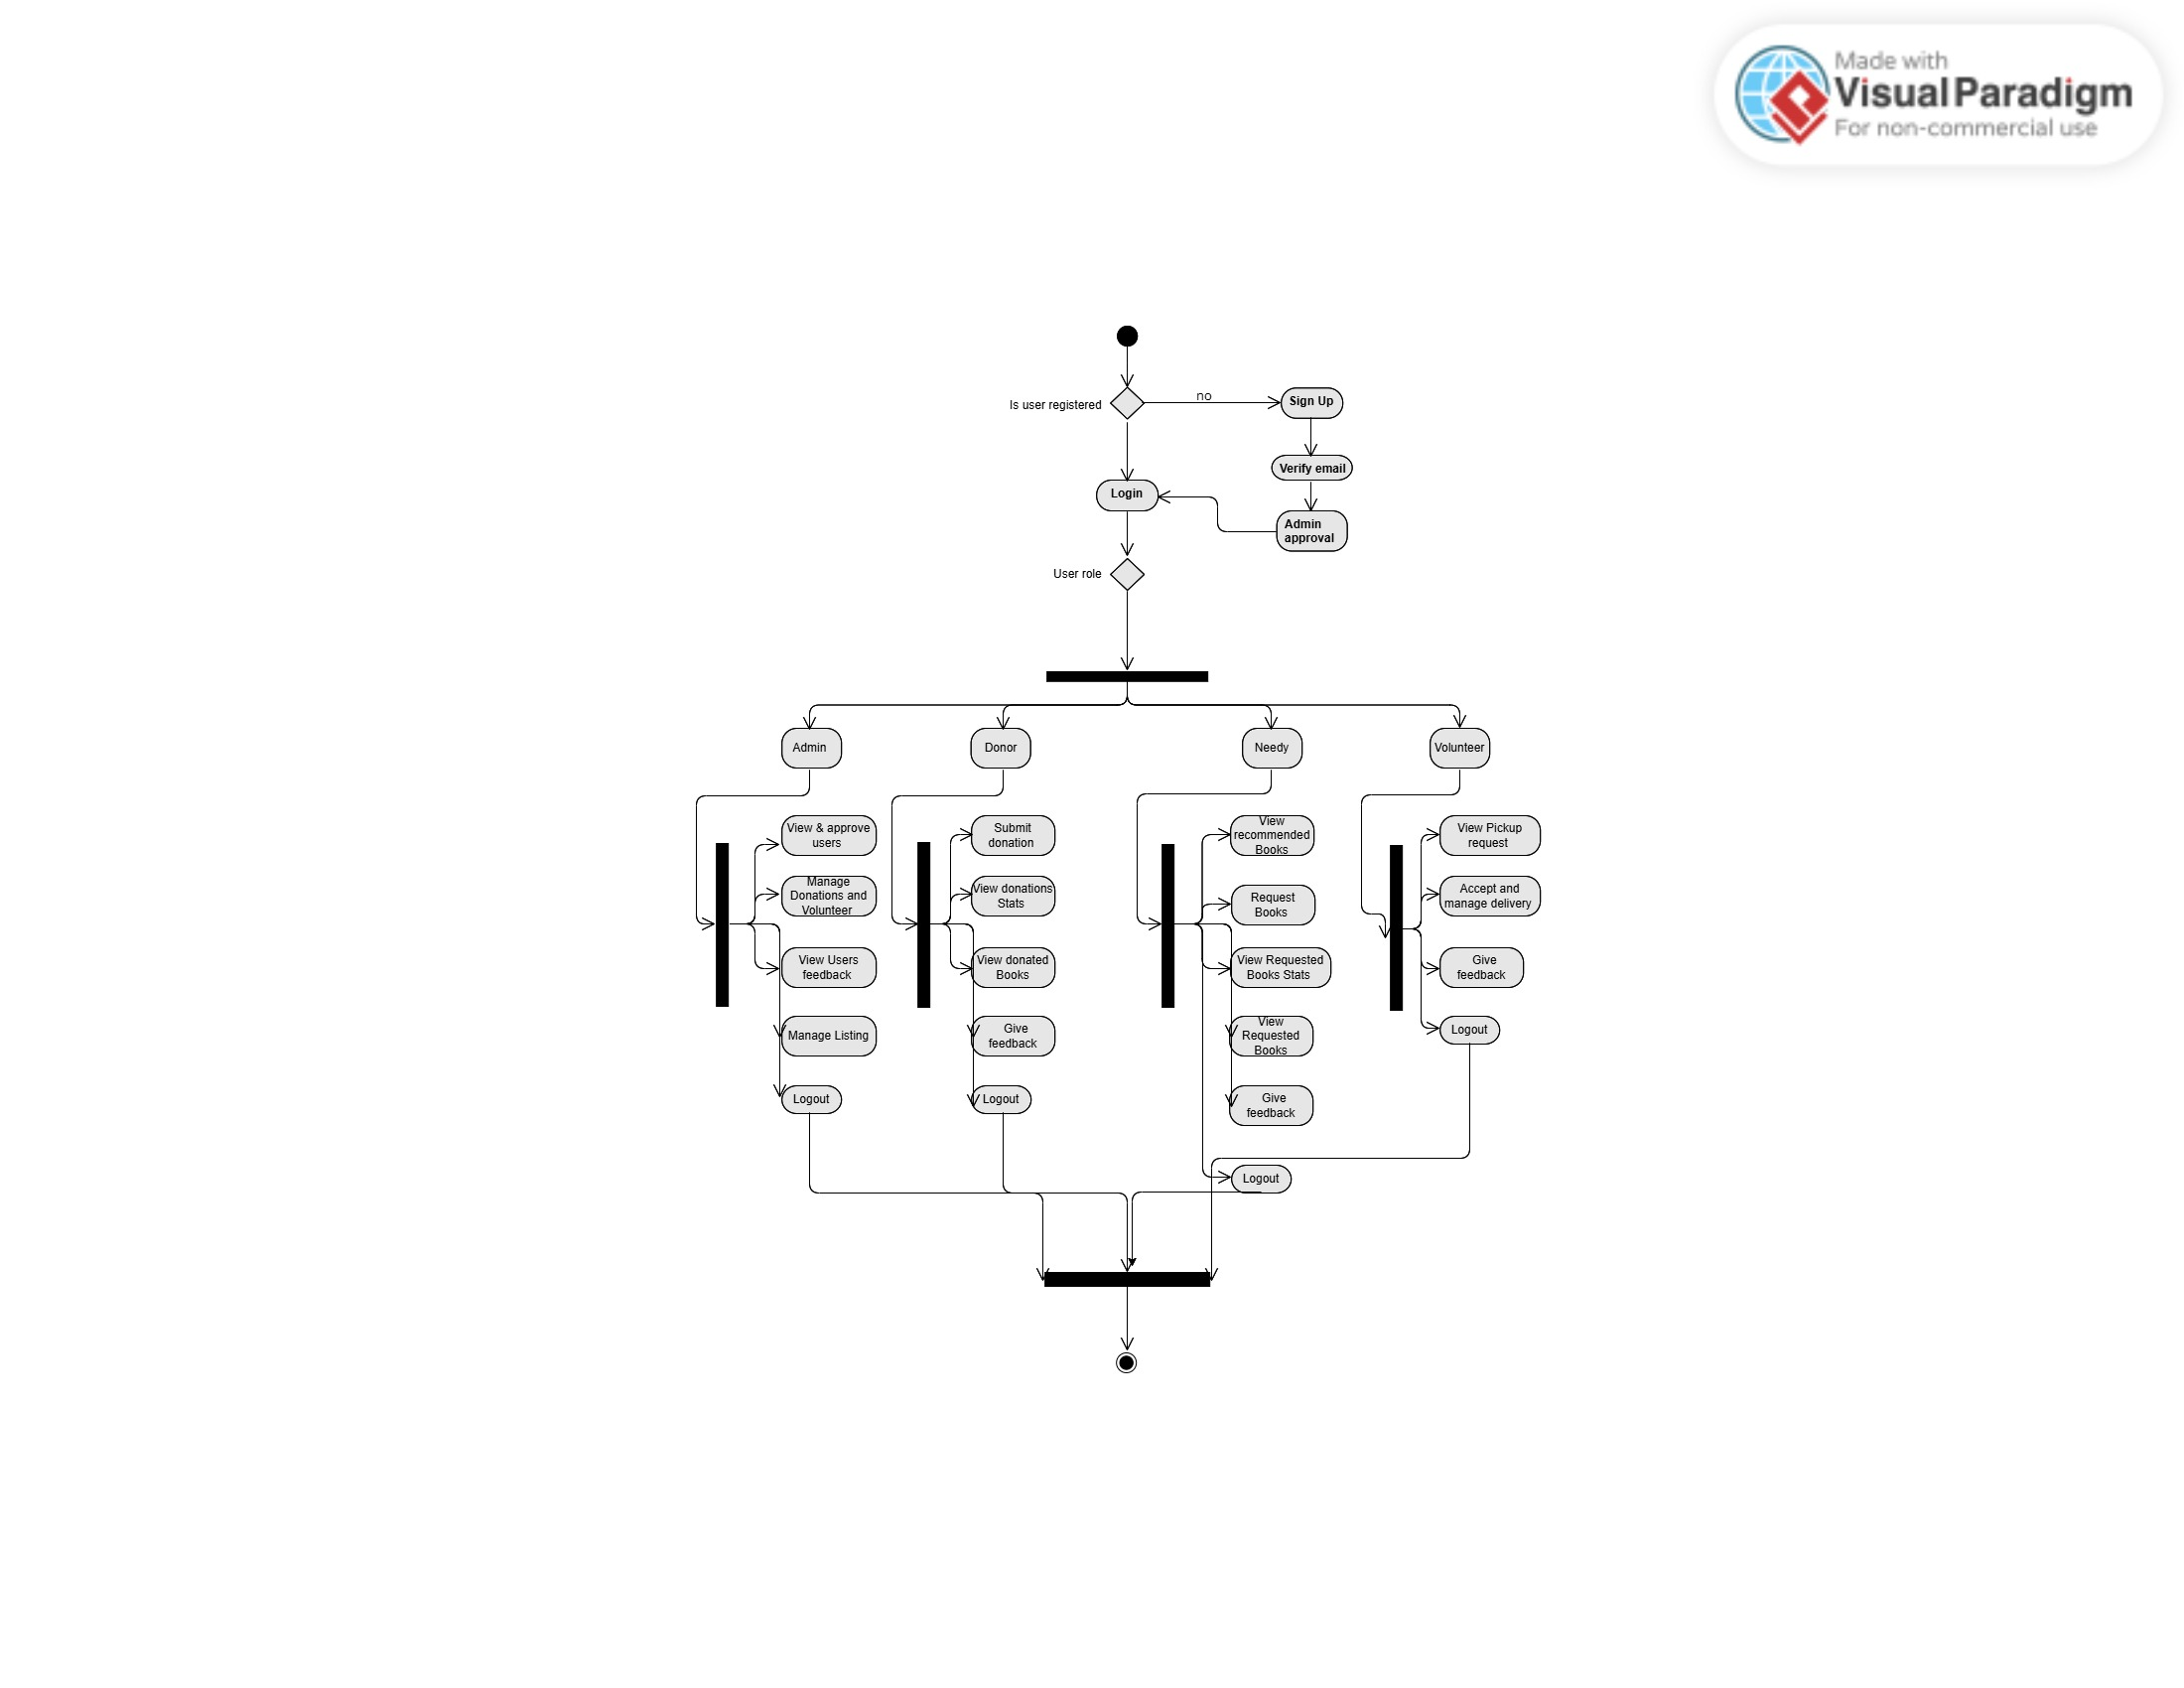 Made with
Visual Paradigm
For non-commercial use
Is user registered
no
Sign Up
Verify email
Login
Admin
approval
User role
Admin
Donor
Needy
Volunteer
View & approve
users
Submit
donation
View
recommended
Books
View Pickup
request
Manage
Donations and
Volunteer
View donations
Stats
Request
Books
Accept and
manage delivery
View Users
feedback
View donated
Books
View Requested
Books Stats
Give
feedback
Manage Listing
Give
feedback
View
Requested
Books
Logout
Logout
Logout
Give
feedback
Logout